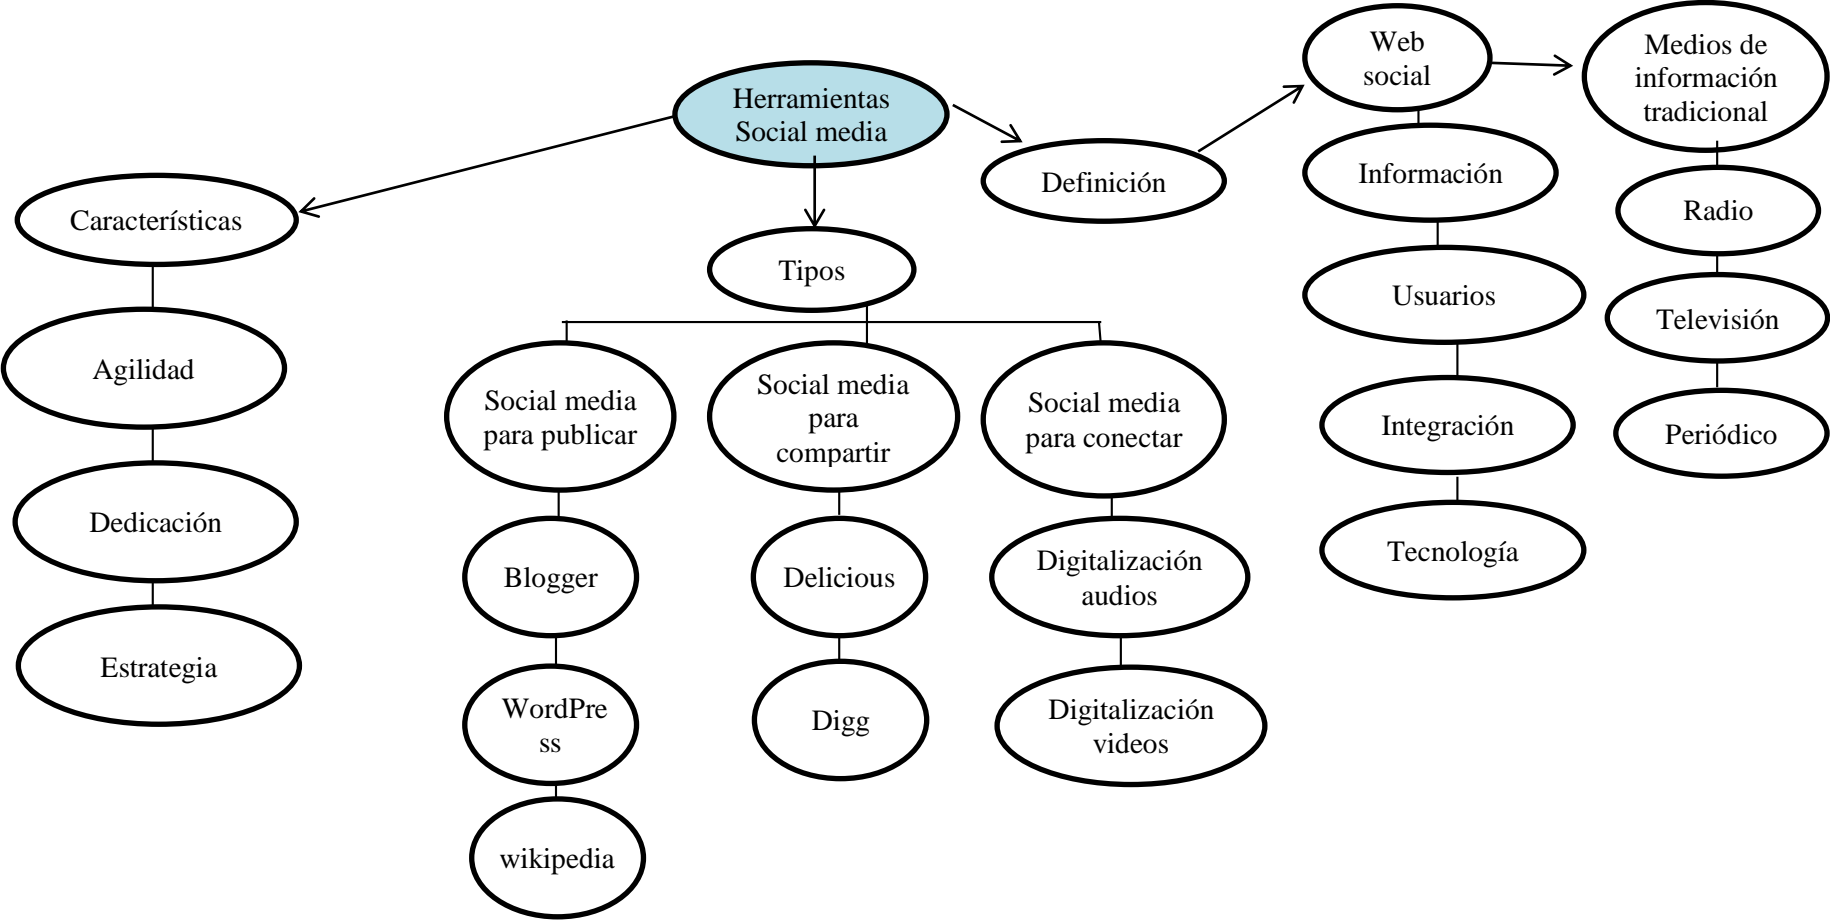 Herramientas
Social media
Características
Agilidad
Dedicación
Estrategia
Tipos
Social media
para publicar
Blogger
WordPre
ss
wikipedia
Social media
para
compartir
Delicious
Digg
Social media
para conectar
Digitalización
audios
Digitalización
videos
Definición
Web
social
Información
Usuarios
Integración
Tecnología
Medios de
información
tradicional
Radio
Televisión
Periódico